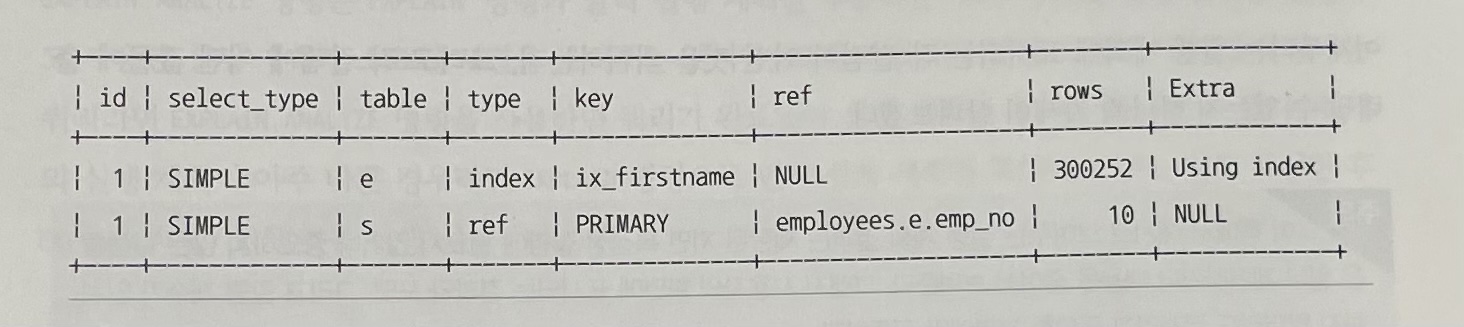 | id | select_type | table | type | key | ref | rows | Extra |
| 1 | SIMPLE | e | index | ix_firstname | NULL | 300252 | Using index |
| 1 | SIMPLE | s | ref | PRIMARY | employees.e.emp_no | 10 | NULL |